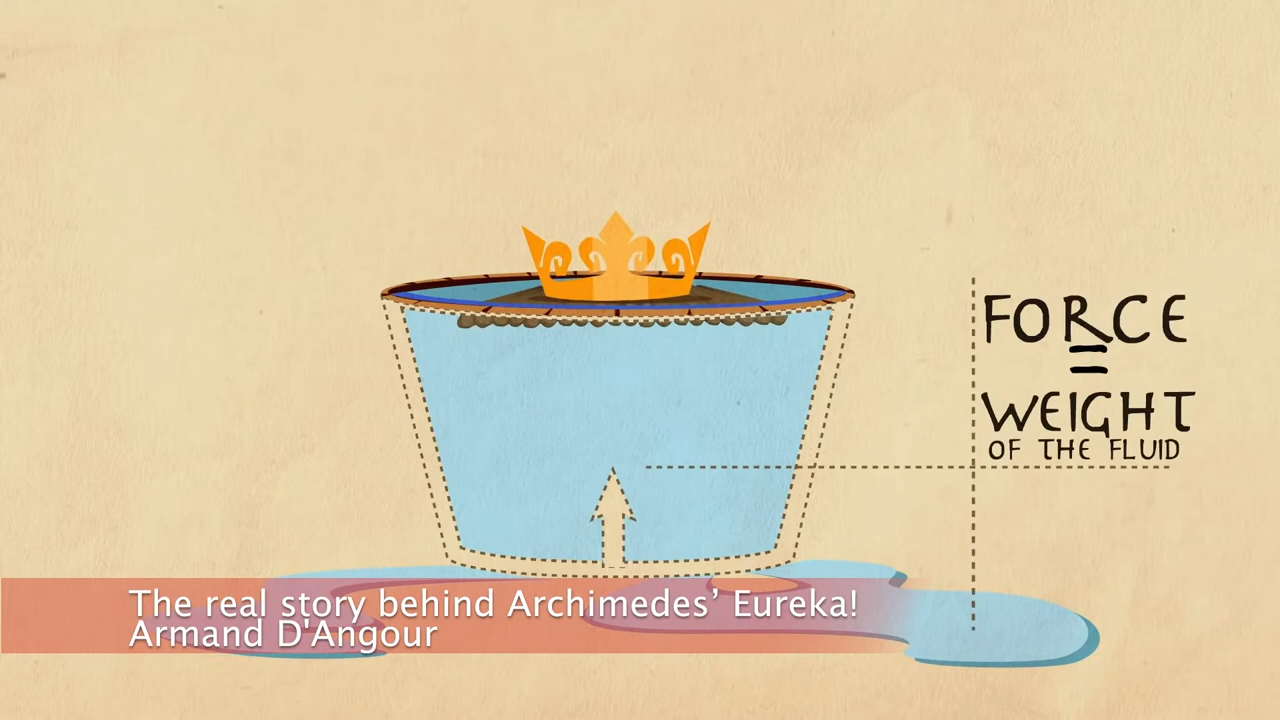 FORCE
=
WEIGHT
OF THE FLUID
The real story behind Archimedes’ Eureka!
Armand D'Angour